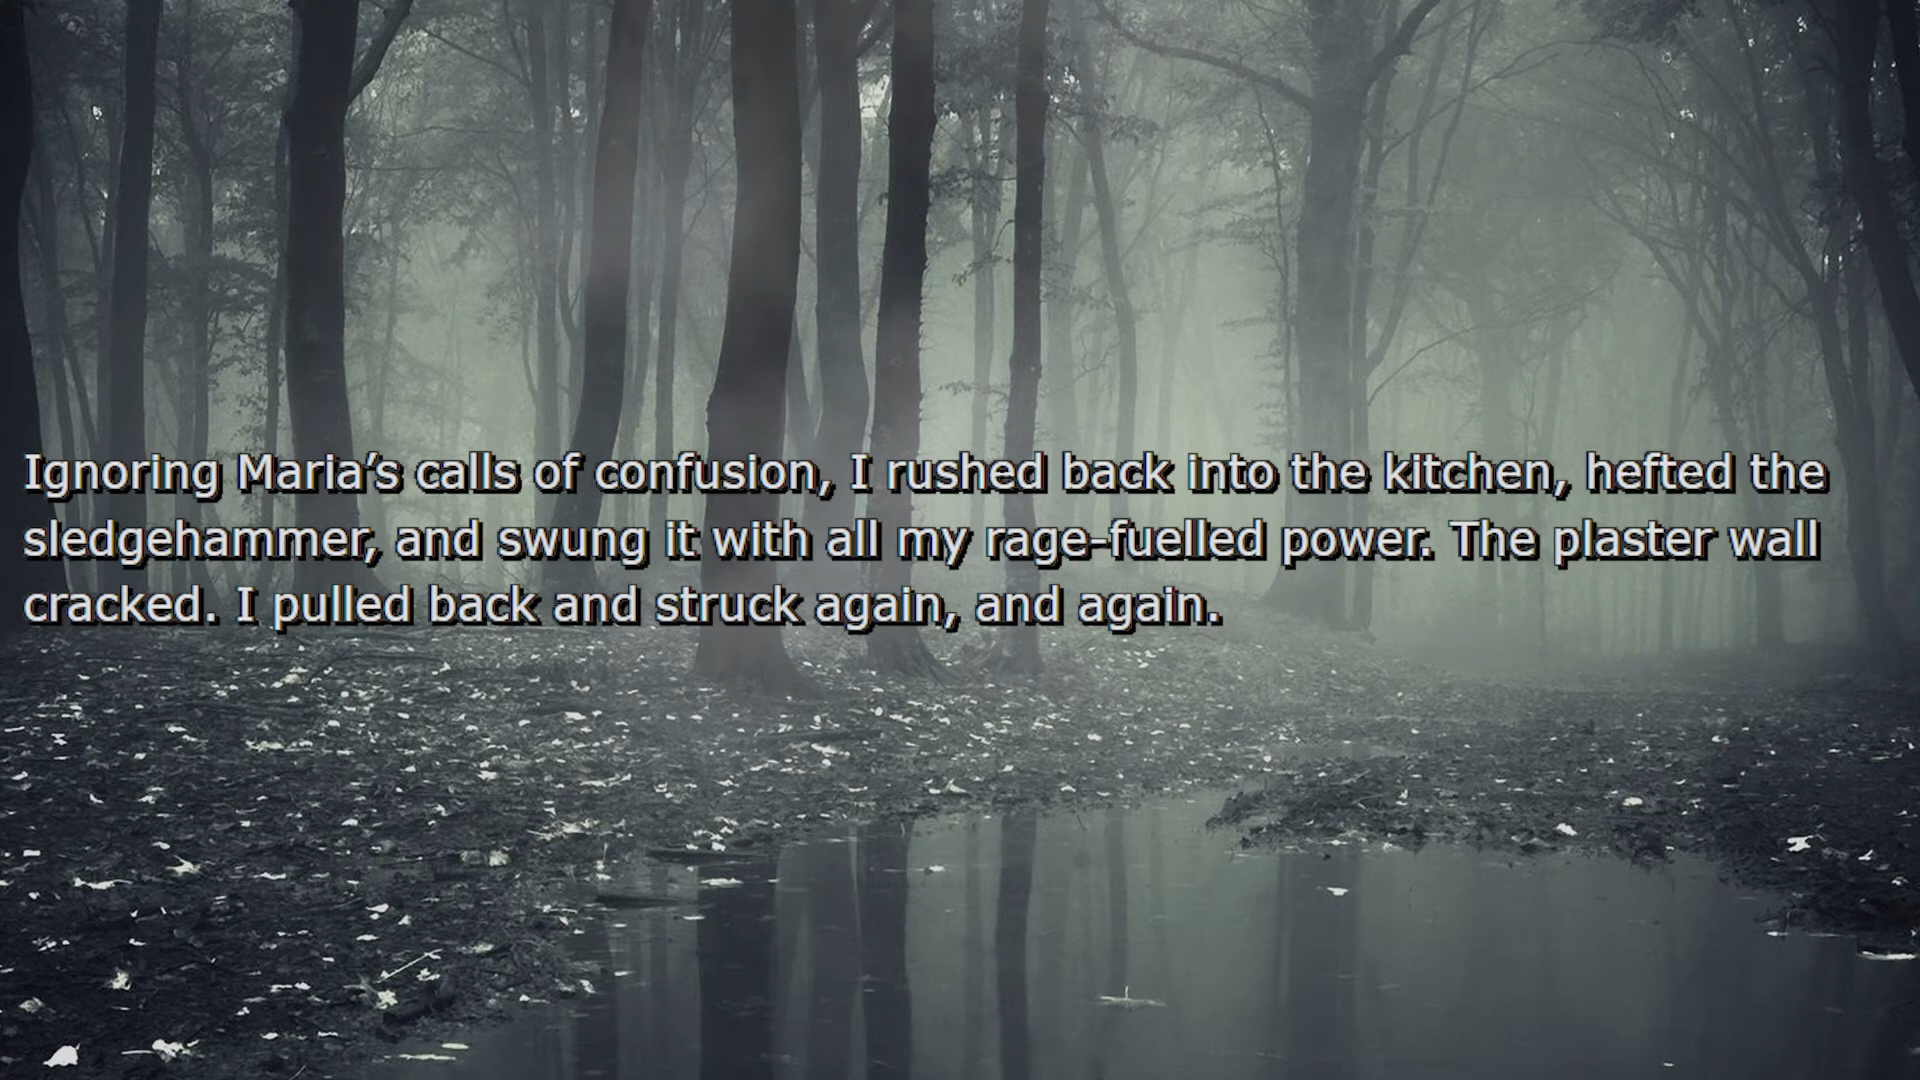 Ignoring Maria’s calls of confusion, I rushed back into the kitchen, hefted the
sledgehammer, and swung it with all my rage-fuelled power. The plaster wall
cracked. I pulled back and struck again, and again.